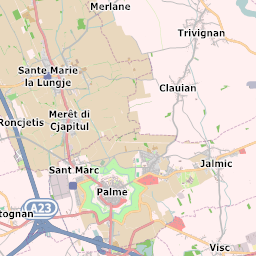 Merlane
Trivignan
Sante Marie
la Lungje
Clauian
Merêt di
Cjapitul
Roncjetis
Sant Marc
Jalmic
Palme
A23
tognan
Visc